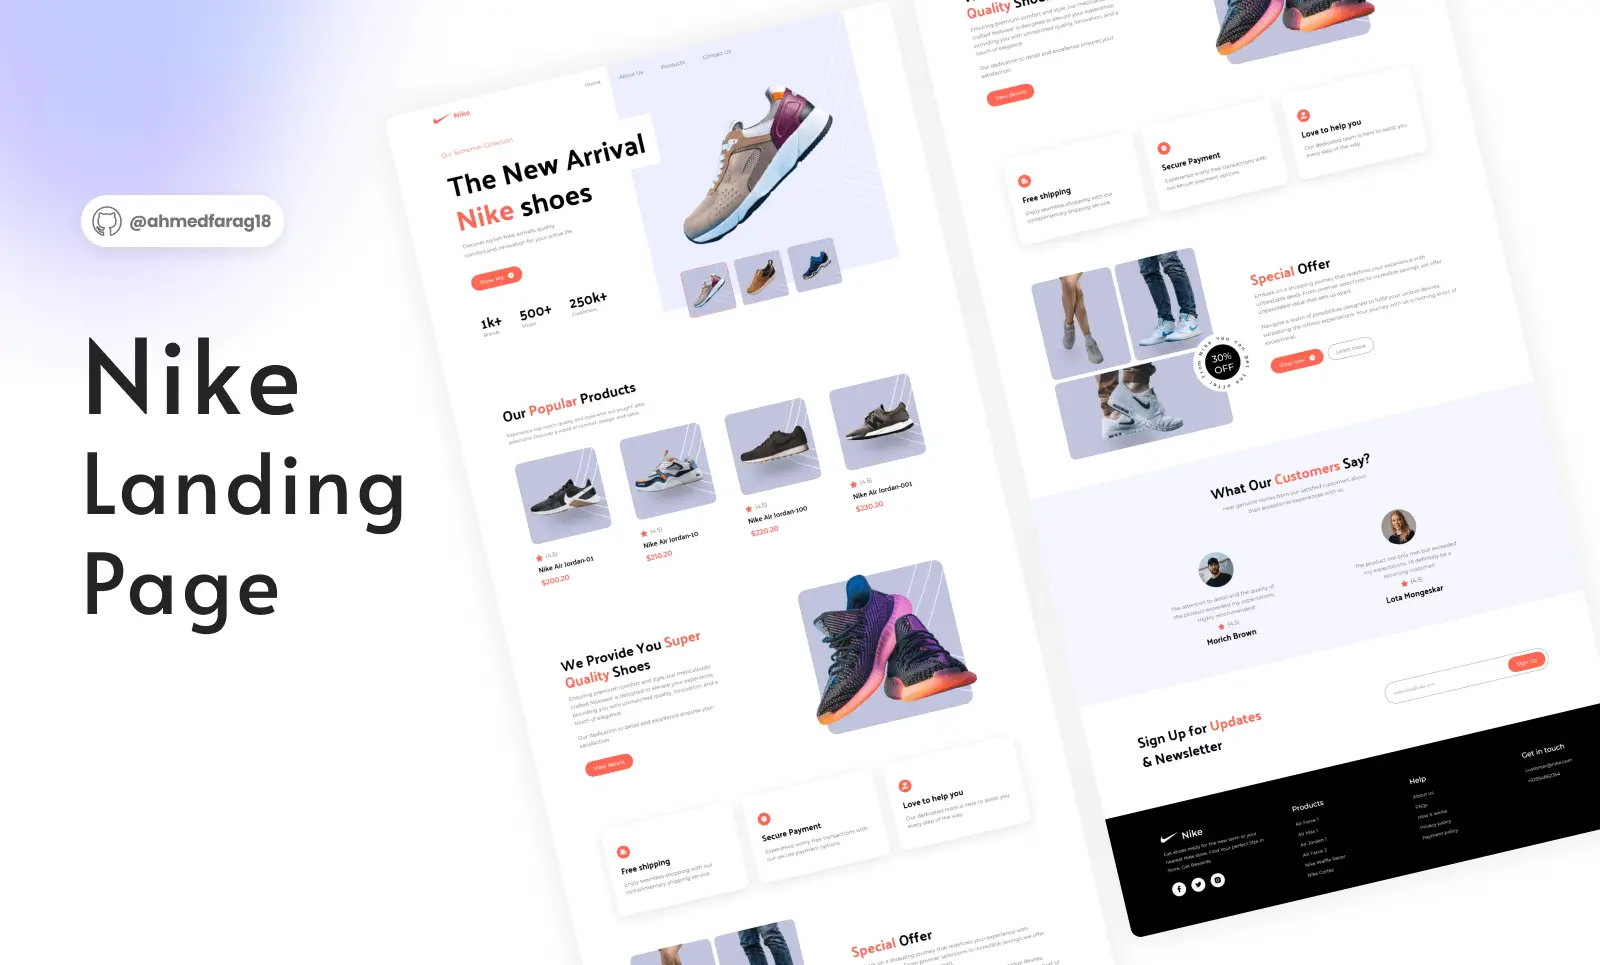 @ahmedfarag18
Nike
Landing
Page
Nike
Home
About Us
Products
Contact Us
Our Summer Collection
The New Arrival
Nike shoes
Discover stylish Nike arrivals, quality
comfort,and innovation for your active life.
1k+
Brands
500+
Shops
250k+
Customers
Our Popular Products
Experience top-notch quality and style with our sought-after
selections. Discover a world of comfort, design, and value.
(4.5)
Nike Air Jordan-01
$200.20
(4.5)
Nike Air Jordan-10
$210.20
(4.5)
Nike Air Jordan-100
$220.20
(4.5)
Nike Air Jordan-001
$230.20
We Provide You Super
Quality Shoes
Ensuring premium comfort and style, our meticulously
crafted footwear is designed to elevate your experience,
providing you with unmatched quality, innovation, and a
touch of elegance.
Our dedication to detail and excellence ensures your
satisfaction.
View details
Free shipping
Enjoy seamless shopping with our
complimentary shipping service.
Secure Payment
Experience worry-free transactions with
our secure payment options.
Love to help you
Our dedicated team is here to assist you
every step of the way.
Special Offer
Embark on a shopping journey that redefines your experience with
unbeatable deals. From premier selections to incredible savings, we offer
Quality Shoes
Ensuring premium comfort and style, our meticulously
crafted footwear is designed to elevate your experience,
providing you with unmatched quality, innovation, and a
touch of elegance.
Our dedication to detail and excellence ensures your
satisfaction.
View details
Free shipping
Enjoy seamless shopping with our
complimentary shipping service.
Secure Payment
Experience worry-free transactions with
our secure payment options.
Love to help you
Our dedicated team is here to assist you
every step of the way.
30%
OFF
Special Offer
Embark on a shopping journey that redefines your experience with
unbeatable deals. From premier selections to incredible savings, we offer
unparalleled value that sets us apart.
Navigate a realm of possibilities designed to fulfill your unique desires,
surpassing the loftiest expectations. Your journey with us is nothing short of
exceptional.
Shop now
Learn more
What Our Customers Say?
Hear genuine stories from our satisfied customers about
their exceptional experiences with us.
The attention to detail and the quality of
the product exceeded my expectations.
Highly recommended!
(4.5)
Morich Brown
The product not only met but exceeded
my expectations. I'll definitely be a
returning customer!
(4.5)
Lota Mongeskar
Sign Up for Updates
& Newsletter
Sign Up
Nike
Get shoes ready for the new term at your
nearest Nike store. Find Your perfect Size In
Store. Get Rewards
Products
Air Force 1
Air Max 1
Air Jordan 1
Air Force 2
Nike Waffle Racer
Nike Cortez
Help
About us
FAQs
How it works
Privacy policy
Payment policy
Get in touch
customer@nike.com